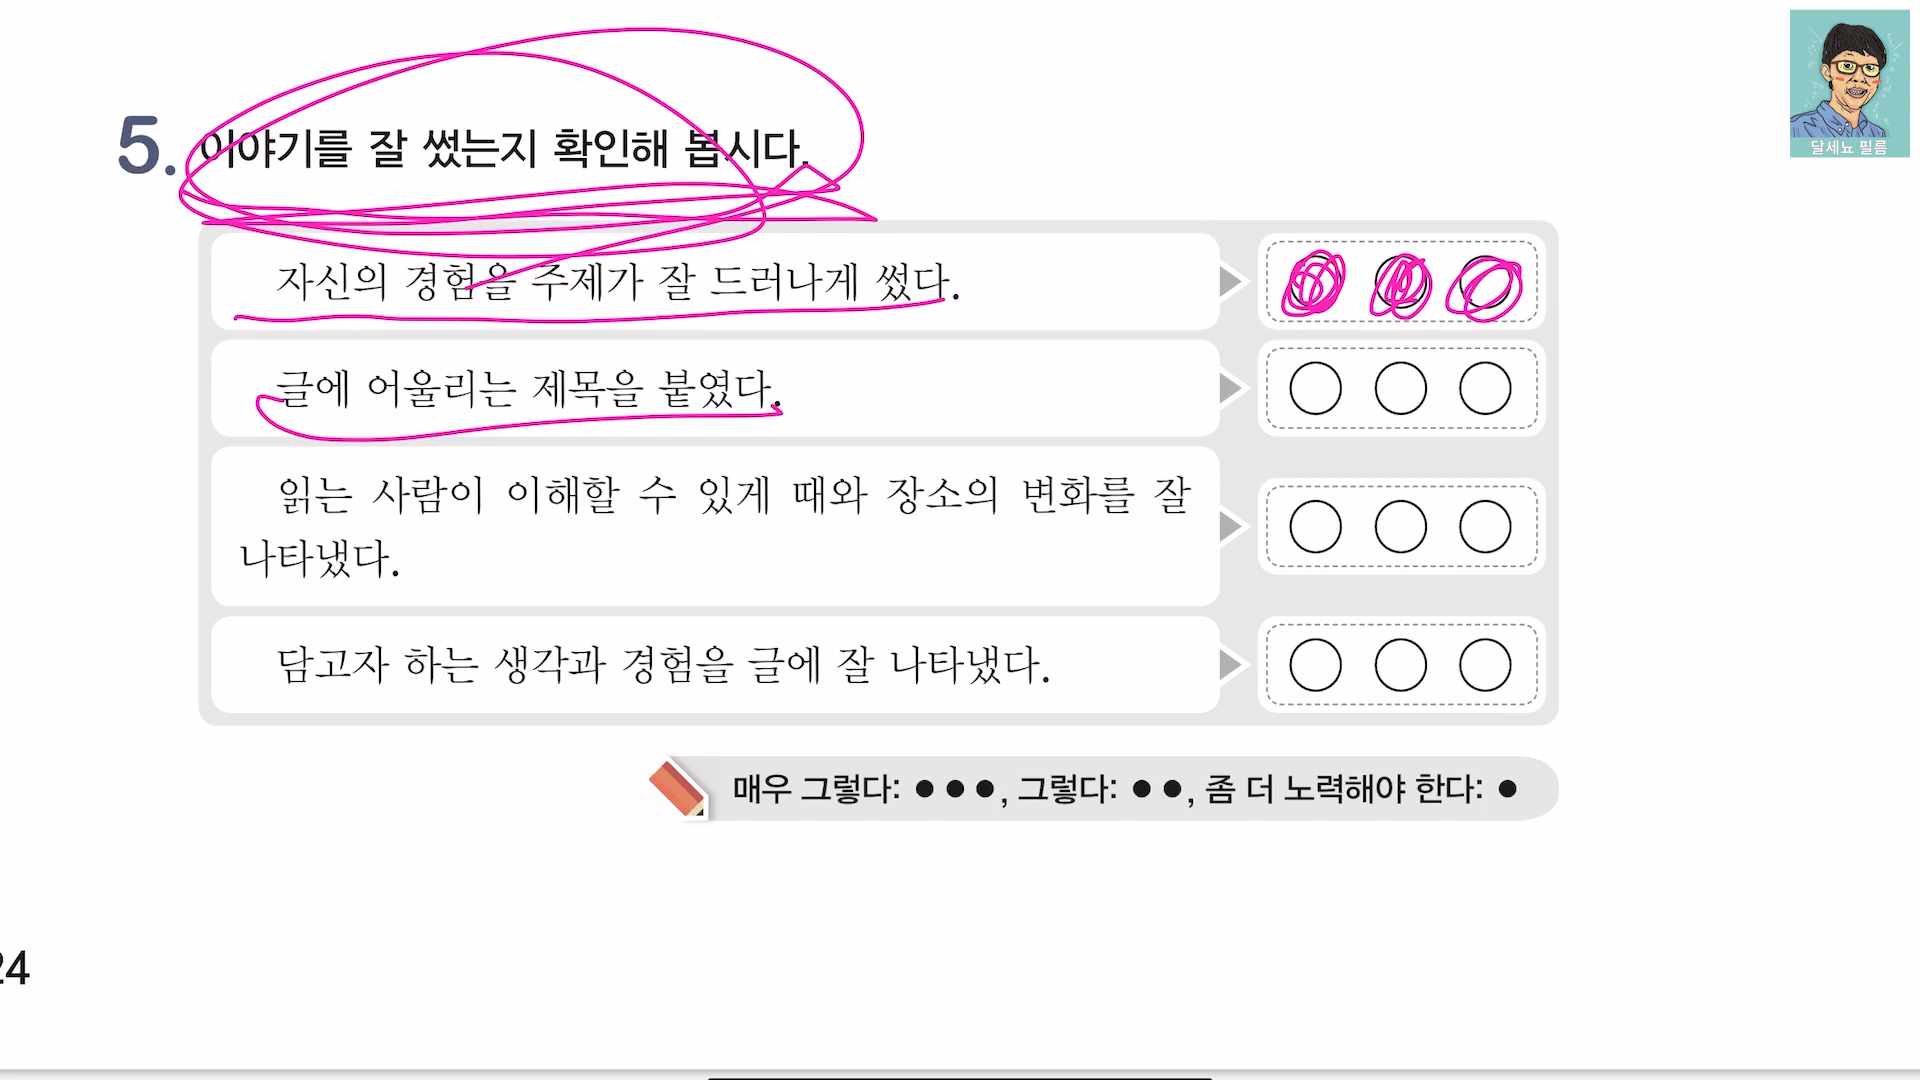 5. 이야기를 잘 썼는지 확인해 봅시다.
자신의 경험을 주제가 잘 드러나게 썼다.
글에 어울리는 제목을 붙였다.
읽는 사람이 이해할 수 있게 때와 장소의 변화를 잘
나타냈다.
담고자 하는 생각과 경험을 글에 잘 나타냈다.
매우 그렇다: ●●●, 그렇다: ●●, 좀 더 노력해야 한다: ●
24
달세뇨 필름